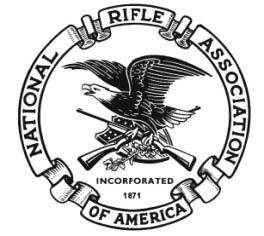 NATIONAL
RIFLE
ASSOCIATION
INCORPORATED
1871
OF AMERICA